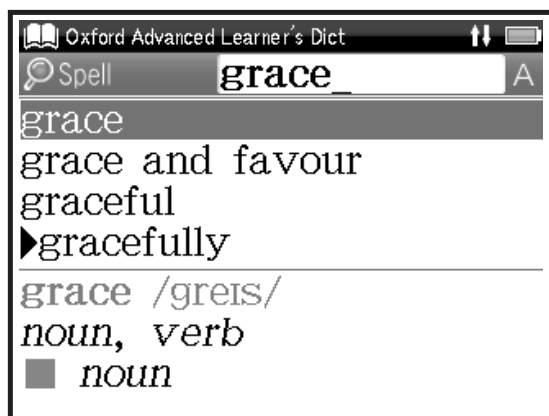 Oxford Advanced Learner's Dict
Spell grace_ A
grace
grace and favour
graceful
▶gracefully
grace /greɪs/
noun, verb
■ noun